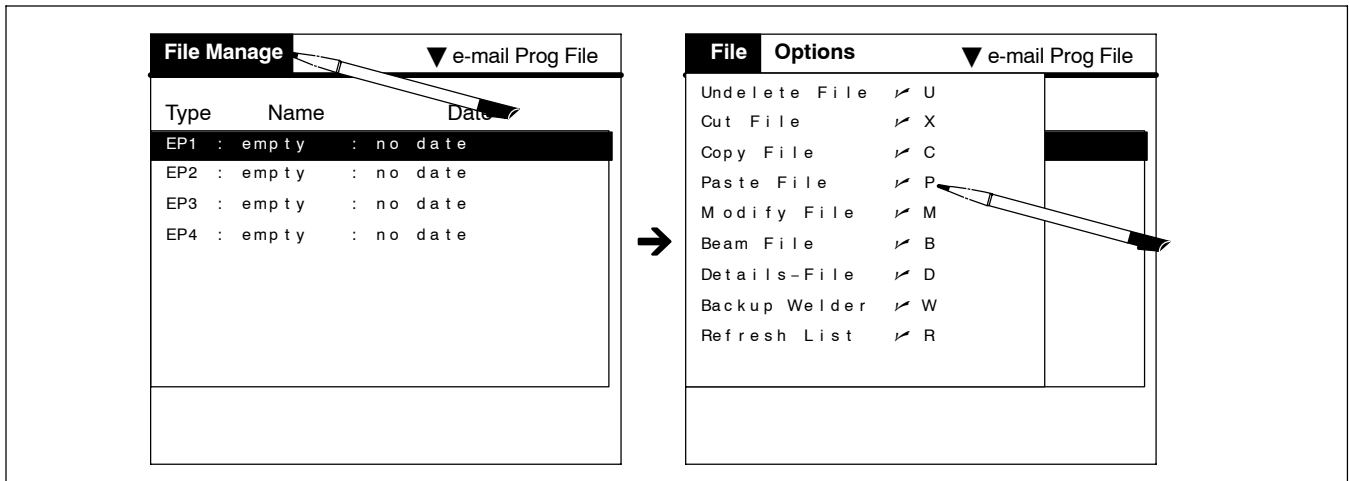 File Manage ▼ e-mail Prog File
Type Name Date
EP1 : empty : no date
EP2 : empty : no date
EP3 : empty : no date
EP4 : empty : no date
File Options ▼ e-mail Prog File
Undelete File U
Cut File X
Copy File C
Paste File P
Modify File M
Beam File B
Details-File D
Backup Welder W
Refresh List R